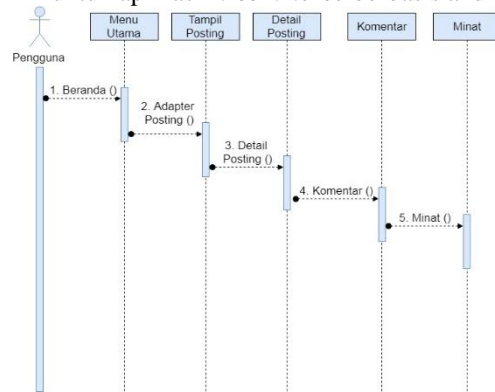 Menu
Utama
Tampil
Posting
Detail
Posting
Komentar
Minat
Pengguna
1. Beranda ()
2. Adapter
Posting ()
3. Detail
Posting ()
4. Komentar ()
5. Minat ()